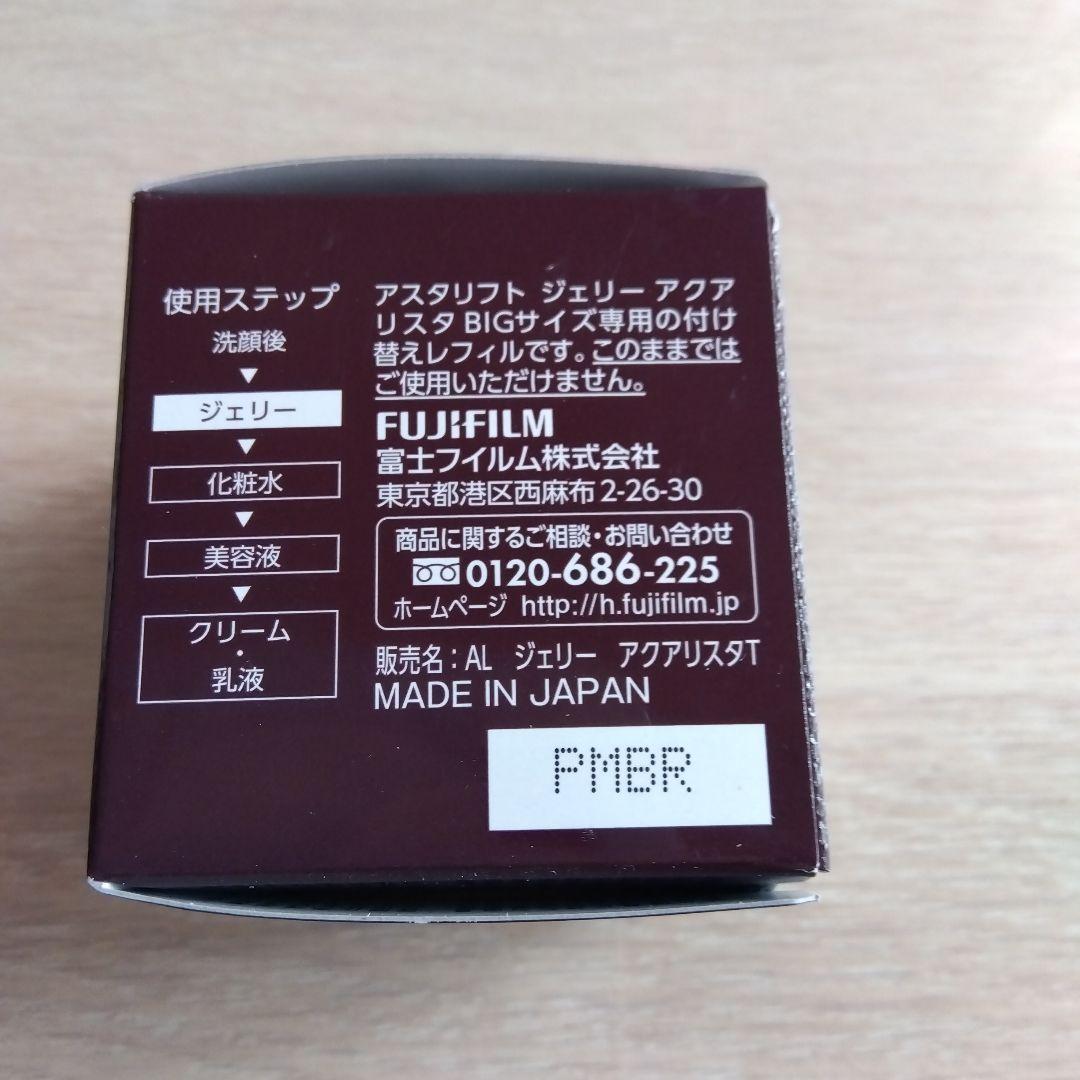 使用ステップ
洗顔後
▼
ジェリー
▼
化粧水
▼
美容液
▼
クリーム
・
乳液
アスタリフト ジェリー アクア
リスタ BIGサイズ専用の付け
替えレフィルです。このままでは
ご使用いただけません。
FUJIFILM
富士フイルム株式会社
東京都港区西麻布 2-26-30
商品に関するご相談・お問い合わせ
0120-686-225
ホームページ http://h.fujifilm.jp
販売名：AL ジェリー アクアリスタT
MADE IN JAPAN
PMBR